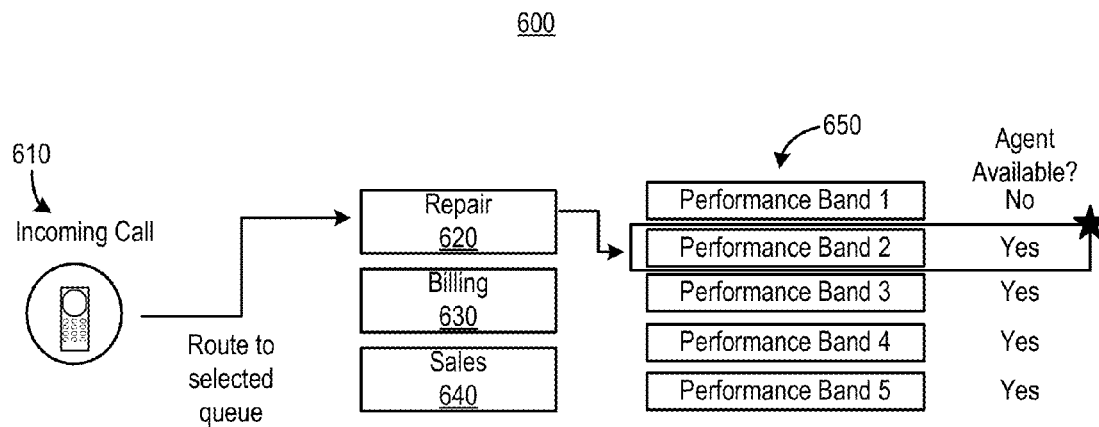 600
610
Incoming Call
Route to
selected
queue
Repair
620
Billing
630
Sales
640
650
Agent
Available?
Performance Band 1 No
Performance Band 2 Yes
Performance Band 3 Yes
Performance Band 4 Yes
Performance Band 5 Yes